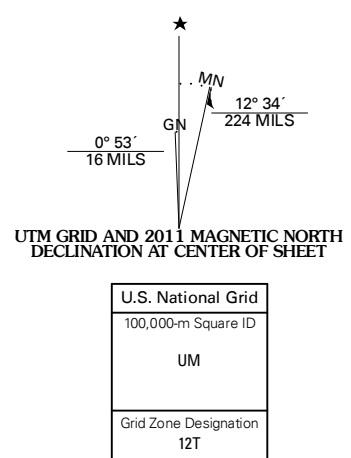 MN
GN
12° 34´
224 MILS
0° 53´
16 MILS
UTM GRID AND 2011 MAGNETIC NORTH
DECLINATION AT CENTER OF SHEET
U.S. National Grid
100,000-m Square ID
UM
Grid Zone Designation
12T